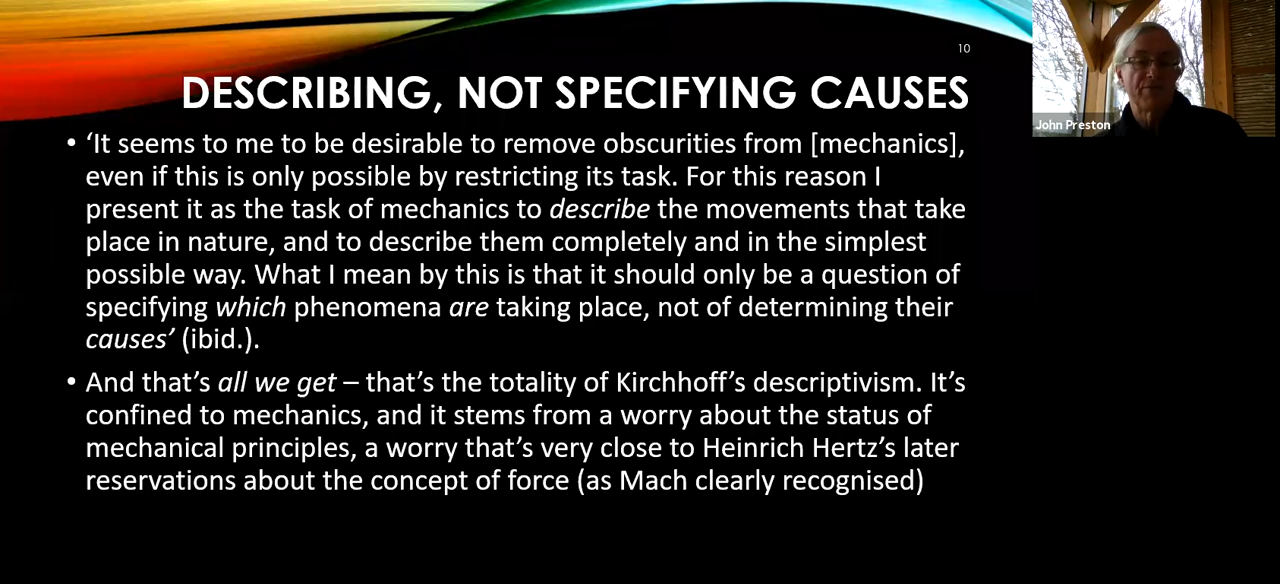 10
DESCRIBING, NOT SPECIFYING CAUSES
• ‘It seems to me to be desirable to remove obscurities from [mechanics],
even if this is only possible by restricting its task. For this reason I
present it as the task of mechanics to describe the movements that take
place in nature, and to describe them completely and in the simplest
possible way. What I mean by this is that it should only be a question of
specifying which phenomena are taking place, not of determining their
causes’ (ibid.).
• And that’s all we get – that’s the totality of Kirchhoff’s descriptivism. It’s
confined to mechanics, and it stems from a worry about the status of
mechanical principles, a worry that’s very close to Heinrich Hertz’s later
reservations about the concept of force (as Mach clearly recognised)
John Preston